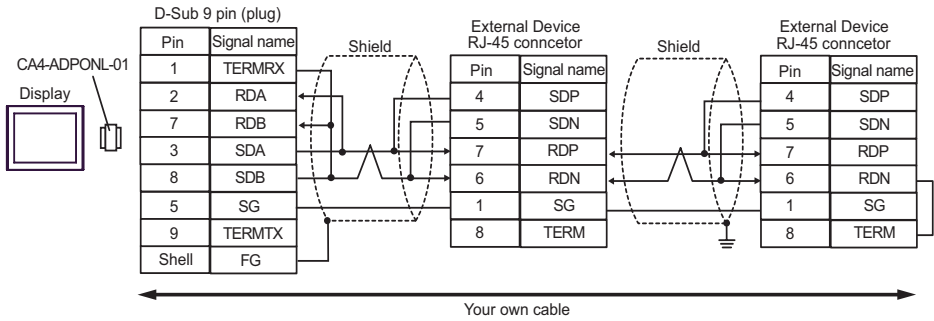 D-Sub 9 pin (plug)
Pin Signal name
1 TERMRX
2 RDA
7 RDB
3 SDA
8 SDB
5 SG
9 TERMTX
Shell FG
CA4-ADPONL-01
Display
Shield
External Device
RJ-45 conncetor
Pin Signal name
4 SDP
5 SDN
7 RDP
6 RDN
1 SG
8 TERM
Shield
External Device
RJ-45 conncetor
Pin Signal name
4 SDP
5 SDN
7 RDP
6 RDN
1 SG
8 TERM
Your own cable